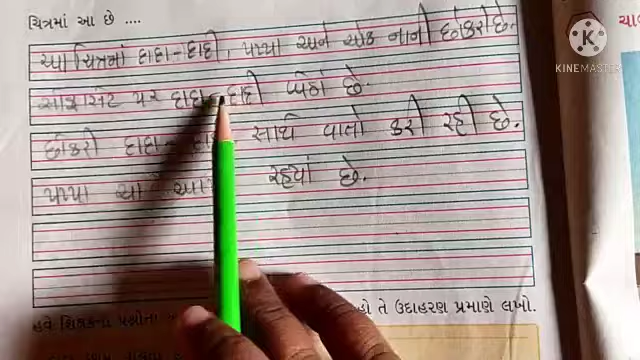 ચિત્રમાં આ છે ....
આ ચિત્રમાં દાદા-દાદી, પપ્પા અને એક નાની છોકરી છે.
સોફાસેટ પર દાદા-દાદી બેઠા છે.
છોકરી દાદા- સાથે વાતો કરી રહી છે.
પપ્પા ચા રહ્યાં છે.
હવે શિક્ષકના પ્રશ્નોના તે ઉદાહરણ પ્રમાણે લખો.
KINEMASTER